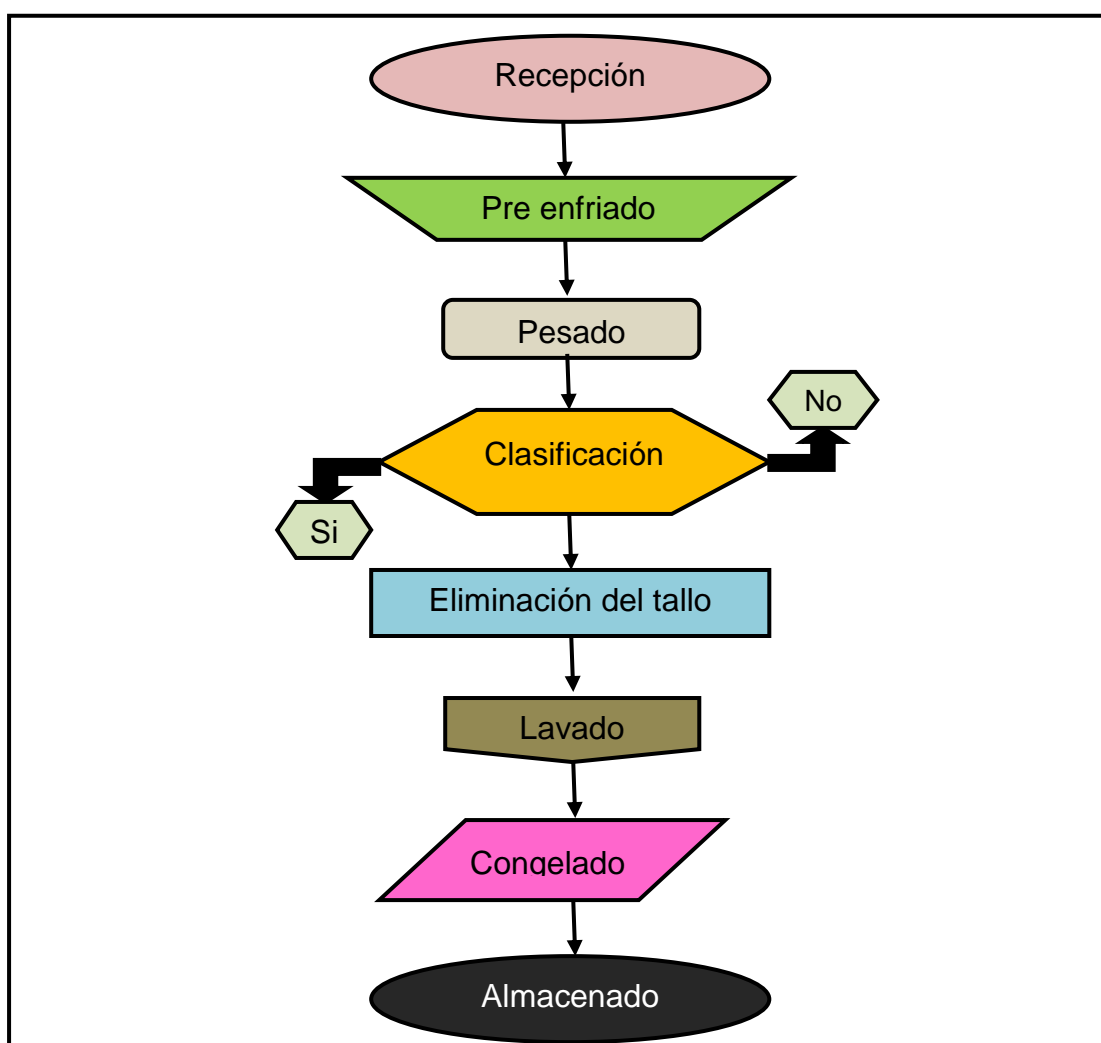 Recepción
Pre enfriado
Pesado
No
Clasificación
Si
Eliminación del tallo
Lavado
Congelado
Almacenado